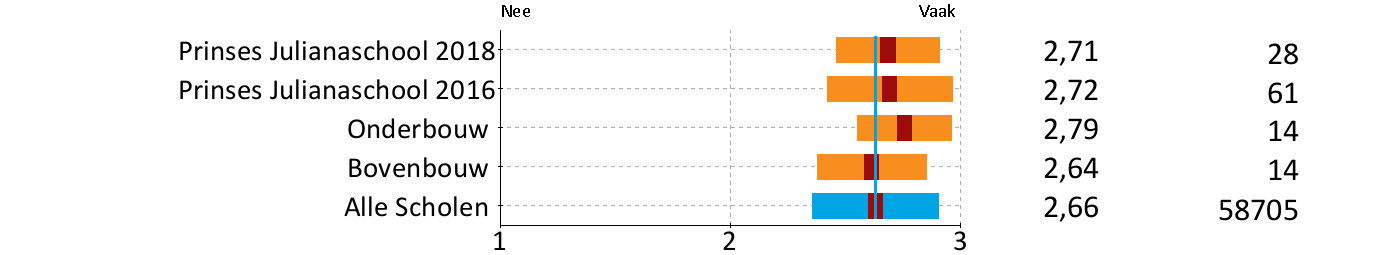 Nee Vaak
Prinses Julianaschool 2018 2,71 28
Prinses Julianaschool 2016 2,72 61
Onderbouw 2,79 14
Bovenbouw 2,64 14
Alle Scholen 2,66 58705
1 2 3